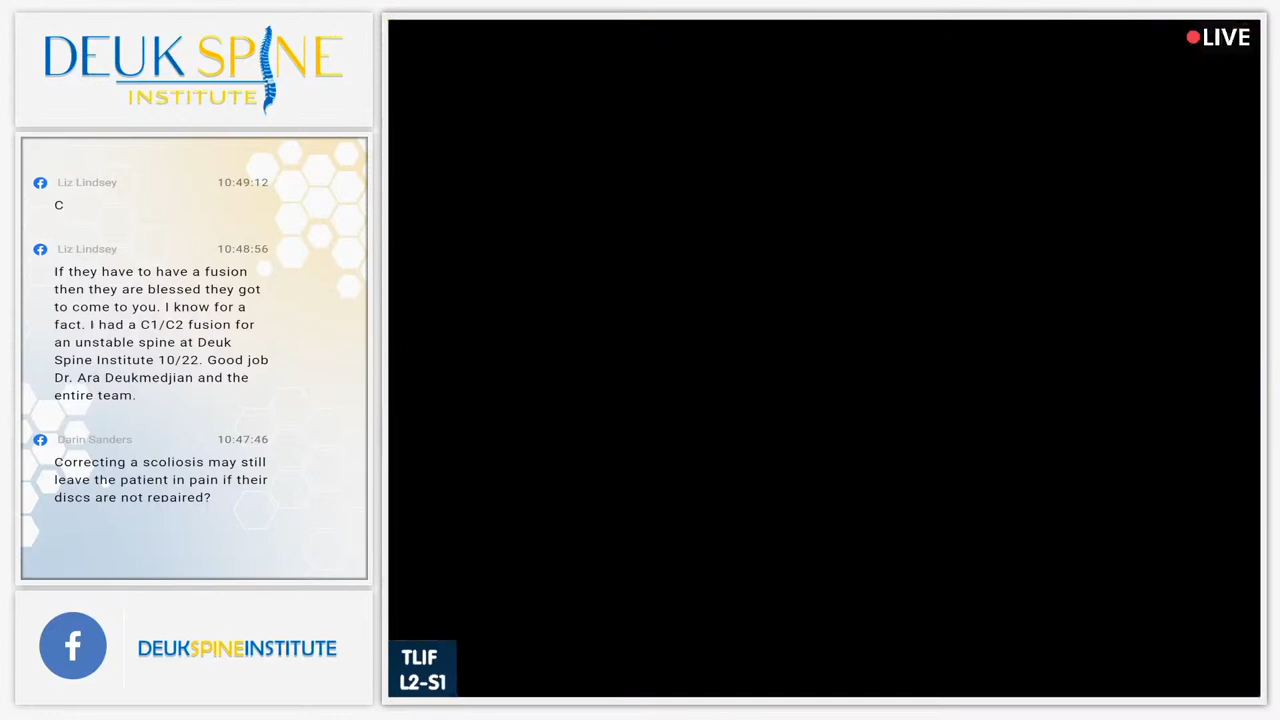 DEUK SPINE
INSTITUTE
Liz Lindsey 10:49:12
C
Liz Lindsey 10:48:56
If they have to have a fusion
then they are blessed they got
to come to you. I know for a
fact. I had a C1/C2 fusion for
an unstable spine at Deuk
Spine Institute 10/22. Good job
Dr. Ara Deukmedjian and the
entire team.
Darin Sanders 10:47:46
Correcting a scoliosis may still
leave the patient in pain if their
discs are not repaired?
f
DEUKSPINEINSTITUTE
LIVE
TLIF
L2-S1